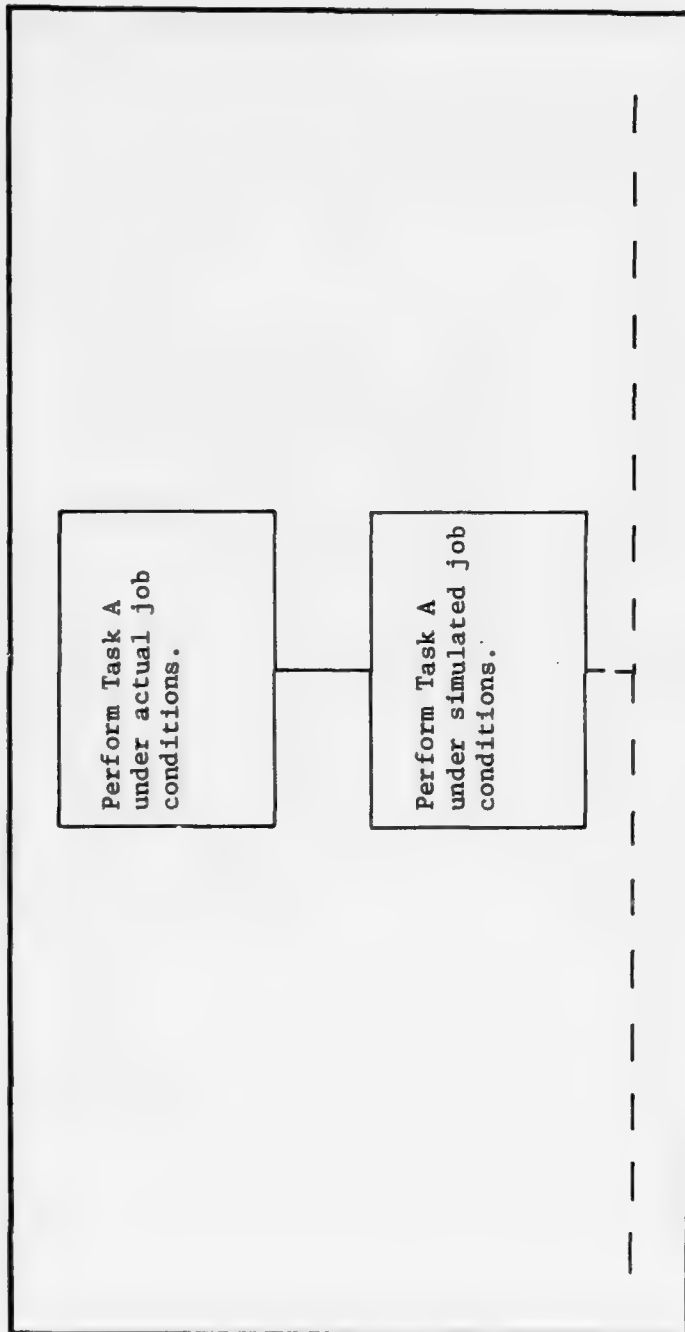 Perform Task A
under actual job
conditions.
Perform Task A
under simulated job
conditions.